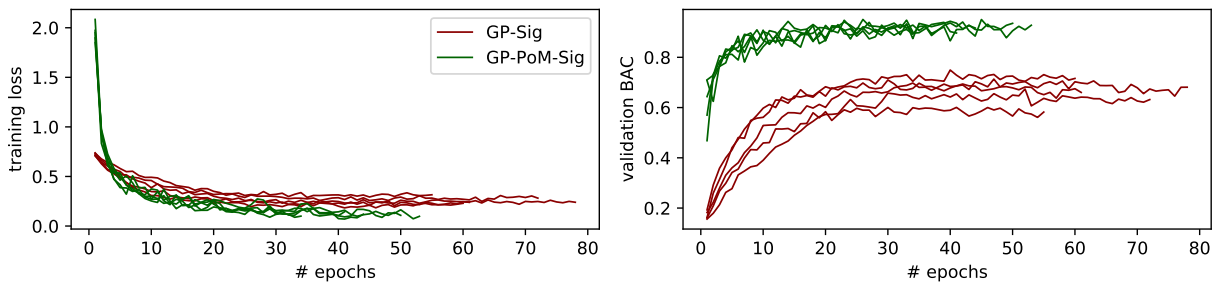 training loss
2.0
1.5
1.0
0.5
0.0
0 10 20 30 40 50 60 70 80
# epochs
GP-Sig
GP-PoM-Sig
validation BAC
0.8
0.6
0.4
0.2
0 10 20 30 40 50 60 70 80
# epochs